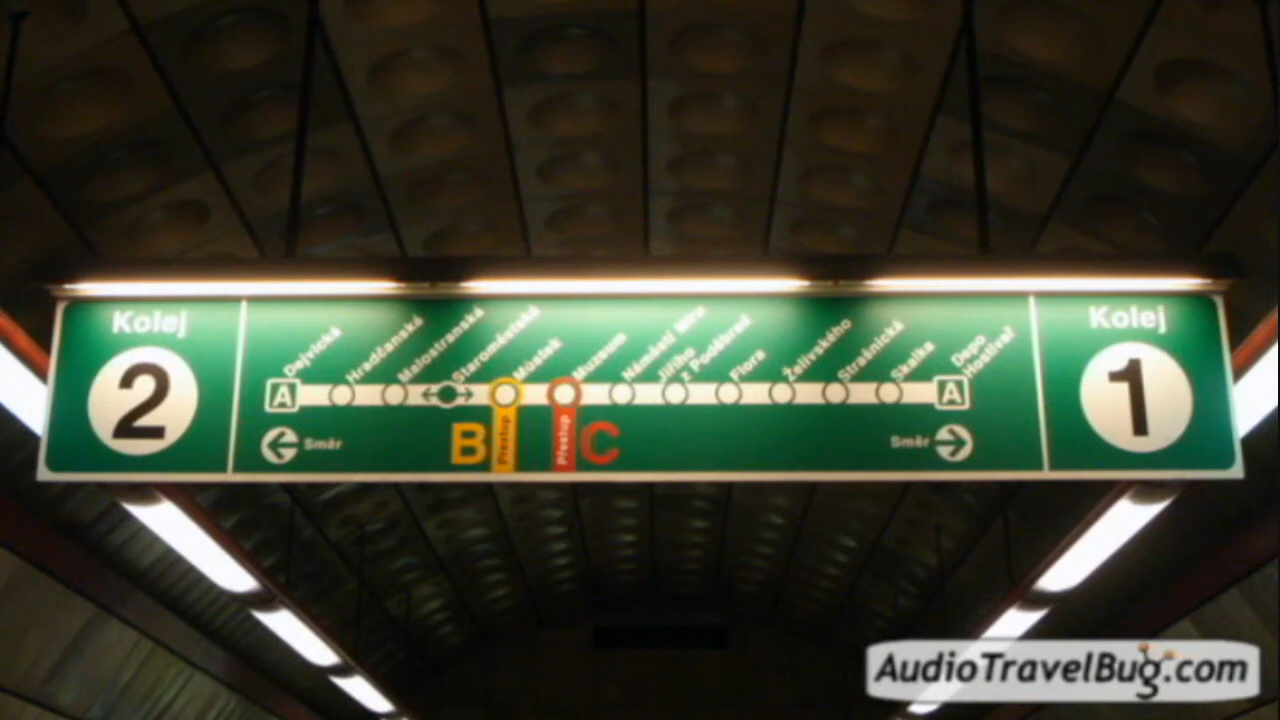 Kolej
2
Dejvická
Hradčanská
Malostranská
Staroměstská
Můstek
Muzeum
Náměstí Míru
Jiřího
z Poděbrad
Flora
Želivského
Strašnická
Skalka
Depo
Hostivař
A
A
Směr
B
Přestup
Přestup
C
Směr
Kolej
1
AudioTravelBug.com